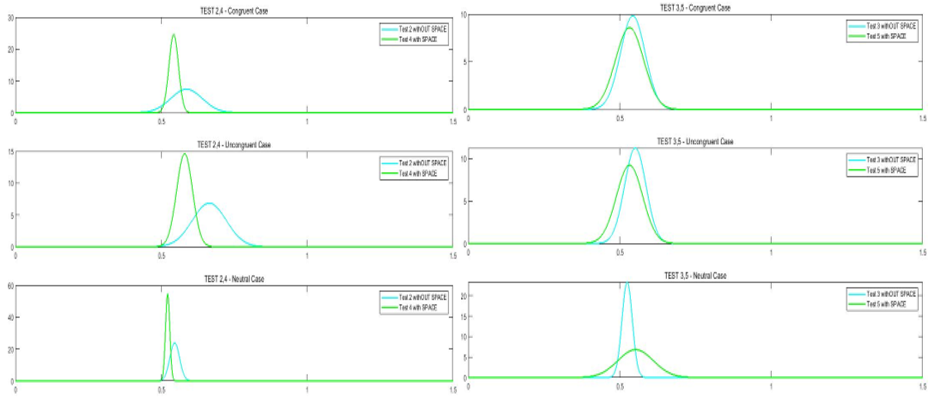 TEST 2,4 - Congruent Case
30
20
10
0
Test 2 withOUT SPACE
Test 4 with SPACE
0 0.5 1 1.5
TEST 2,4 - Uncongruent Case
15
10
5
0
Test 2 withOUT SPACE
Test 4 with SPACE
0 0.5 1 1.5
TEST 2,4 - Neutral Case
60
40
20
0
Test 2 withOUT SPACE
Test 4 with SPACE
0 0.5 1 1.5
TEST 3,5 - Congruent Case
10
5
0
Test 3 withOUT SPACE
Test 5 with SPACE
0 0.5 1 1.5
TEST 3,5 - Uncongruent Case
10
5
0
Test 3 withOUT SPACE
Test 5 with SPACE
0 0.5 1 1.5
TEST 3,5 - Neutral Case
20
15
10
5
0
Test 3 withOUT SPACE
Test 5 with SPACE
0 0.5 1 1.5